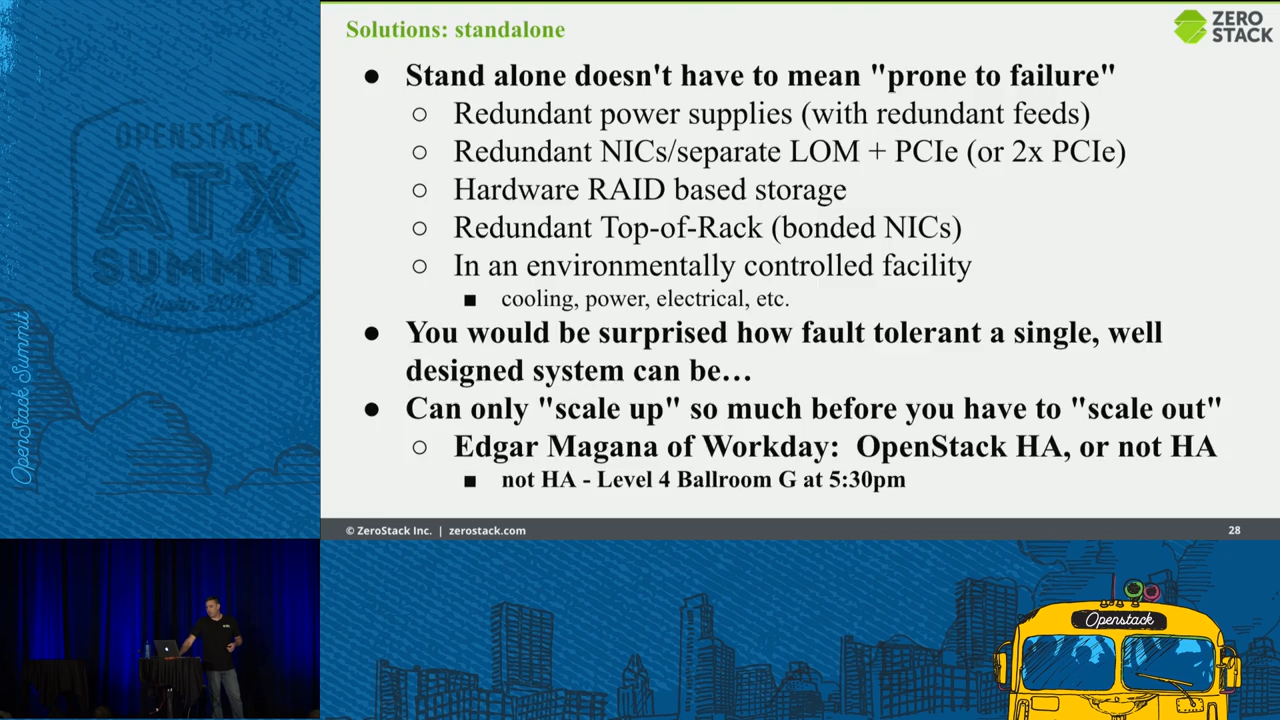 Solutions: standalone
ZERO
STACK
● Stand alone doesn't have to mean "prone to failure"
○ Redundant power supplies (with redundant feeds)
○ Redundant NICs/separate LOM + PCIe (or 2x PCIe)
○ Hardware RAID based storage
○ Redundant Top-of-Rack (bonded NICs)
○ In an environmentally controlled facility
■ cooling, power, electrical, etc.
● You would be surprised how fault tolerant a single, well
designed system can be…
● Can only "scale up" so much before you have to "scale out"
○ Edgar Magana of Workday: OpenStack HA, or not HA
■ not HA - Level 4 Ballroom G at 5:30pm
© ZeroStack Inc. | zerostack.com
28
OPENSTACK
ATX
SUMMIT
Austin 2016
OpenStack Summit
Openstack